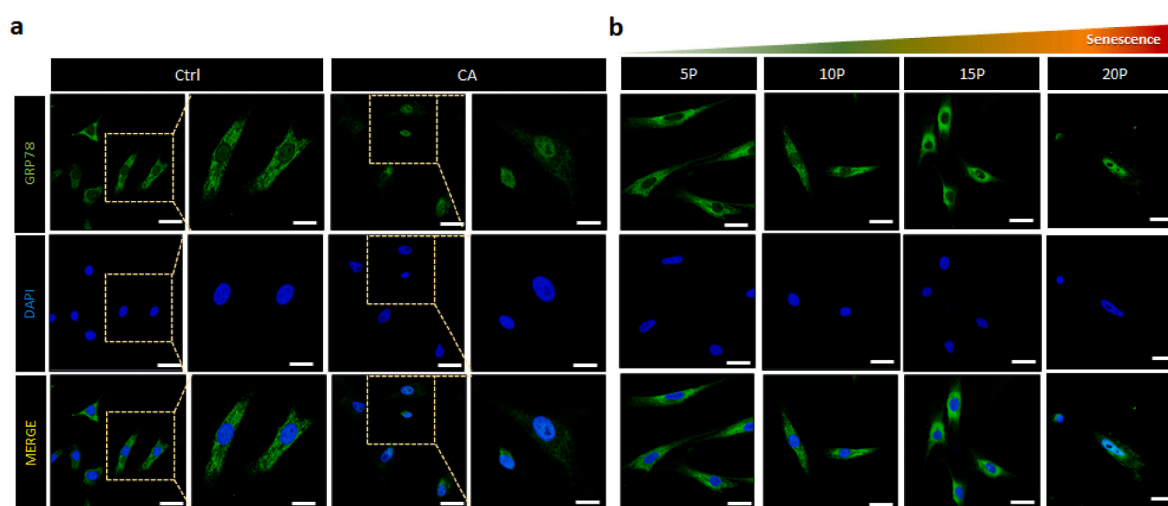 a
b
Senescence
Ctrl
CA
5P
10P
15P
20P
GRP78
DAPI
MERGE